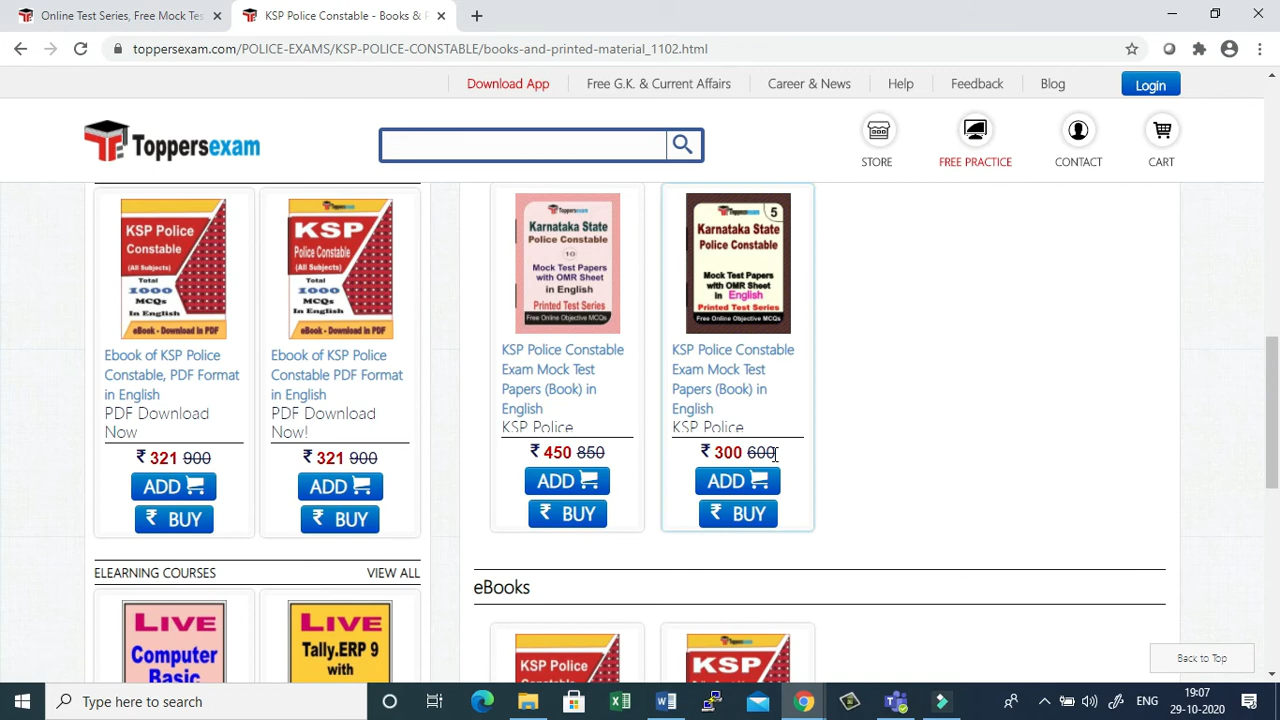 Online Test Series, Free Mock Tes
KSP Police Constable - Books & P
toppersexam.com/POLICE-EXAMS/KSP-POLICE-CONSTABLE/books-and-printed-material_1102.html
Download App
Free G.K. & Current Affairs
Career & News
Help
Feedback
Blog
Login
Toppersexam
STORE
FREE PRACTICE
CONTACT
CART
KSP Police
Constable
(All Subjects)
Total
1000
MCQs
In English
eBook - Download in PDF
Ebook of KSP Police
Constable, PDF Format
in English
PDF Download
Now
₹ 321 900
ADD
₹ BUY
KSP
Police Constable
(All Subjects)
Total
1000
MCQs
In English
eBook - Download in PDF
Ebook of KSP Police
Constable PDF Format
in English
PDF Download
Now!
₹ 321 900
ADD
₹ BUY
Toppersexam
Karnataka State
Police Constable
10
Mock Test Papers
with OMR Sheet
in English
Printed Test Series
Free Online Objective MCQs
KSP Police Constable
Exam Mock Test
Papers (Book) in
English
KSP Police
₹ 450 850
ADD
₹ BUY
Toppersexam
5
Karnataka State
Police Constable
Mock Test Papers
with OMR Sheet
in English
Printed Test Series
Free Online Objective MCQs
KSP Police Constable
Exam Mock Test
Papers (Book) in
English
KSP Police
₹ 300 600
ADD
₹ BUY
ELEARNING COURSES
VIEW ALL
LIVE
Computer
Basic
LIVE
Tally.ERP 9
with
eBooks
KSP Police
KSP
Back to Top
Type here to search
ENG
19:07
29-10-2020